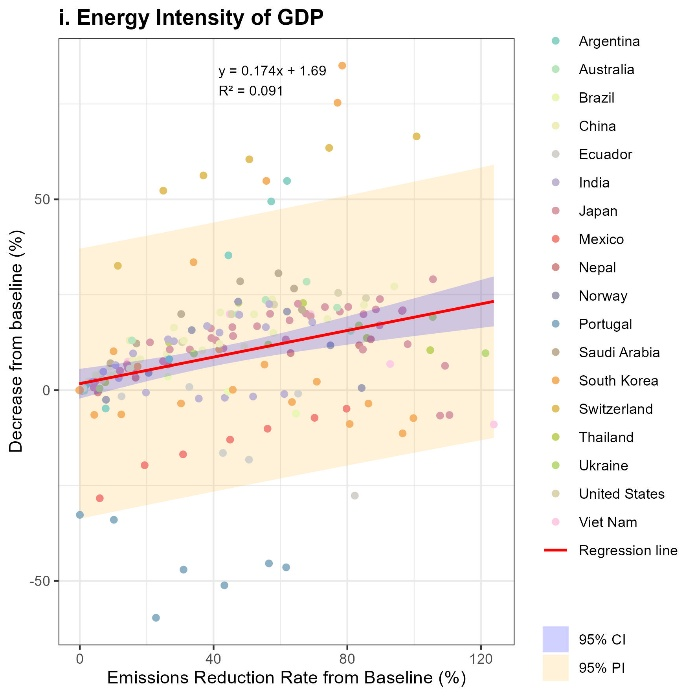 i. Energy Intensity of GDP
y = 0.174x + 1.69
R² = 0.091
50
0
-50
Decrease from baseline (%)
0
40
80
120
Emissions Reduction Rate from Baseline (%)
Argentina
Australia
Brazil
China
Ecuador
India
Japan
Mexico
Nepal
Norway
Portugal
Saudi Arabia
South Korea
Switzerland
Thailand
Ukraine
United States
Viet Nam
Regression line
95% CI
95% PI